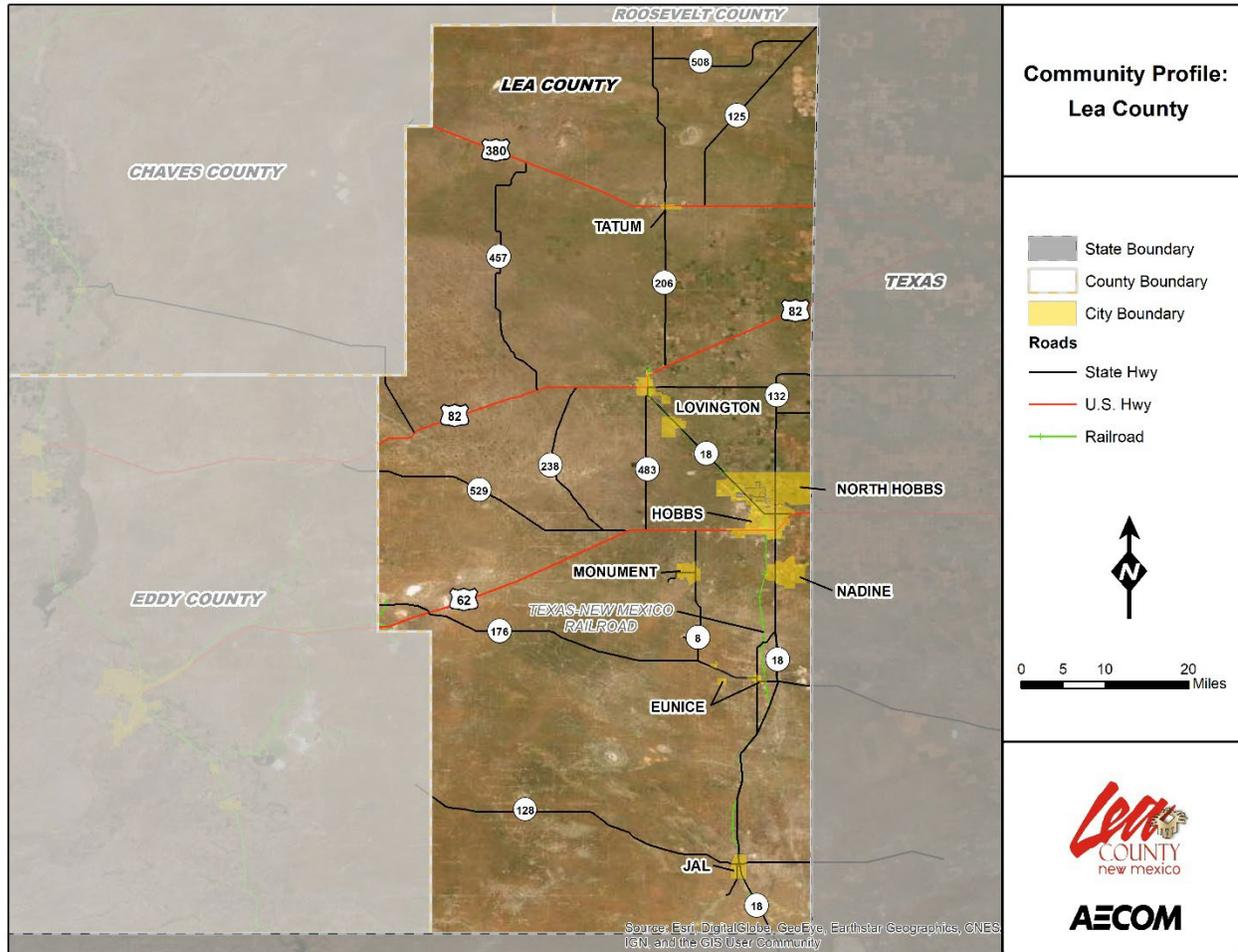 ROOSEVELT COUNTY
LEA COUNTY
508
125
380
CHAVES COUNTY
TATUM
457
206
TEXAS
82
82
LOVINGTON
132
18
238
483
529
NORTH HOBBS
HOBBS
MONUMENT
NADINE
EDDY COUNTY
62
TEXAS-NEW MEXICO
RAILROAD
176
8
18
EUNICE
128
JAL
18
Source: Esri, DigitalGlobe, GeoEye, Earthstar Geographics, CNES
IGN, and the GIS User Community
Community Profile:
Lea County
State Boundary
County Boundary
City Boundary
Roads
State Hwy
U.S. Hwy
Railroad
N
0 5 10 20
Miles
Lea
COUNTY
new mexico
AECOM